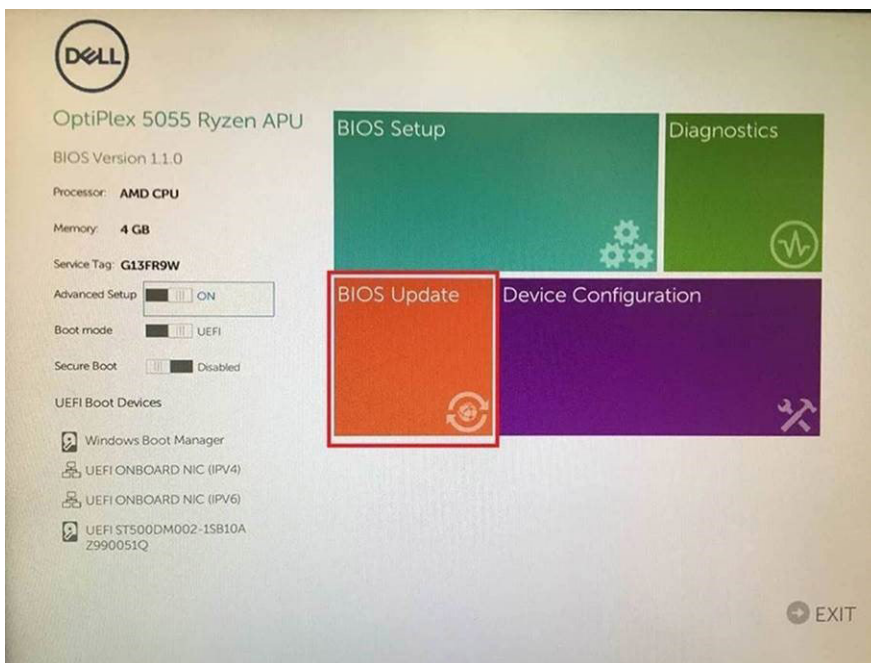 DELL
OptiPlex 5055 Ryzen APU
BIOS Version 1.1.0
Processor: AMD CPU
Memory: 4 GB
Service Tag: G13FR9W
Advanced Setup ON
Boot mode UEFI
Secure Boot Disabled
UEFI Boot Devices
Windows Boot Manager
UEFI ONBOARD NIC (IPV4)
UEFI ONBOARD NIC (IPV6)
UEFI ST500DM002-1SB10A
Z990051Q
BIOS Setup
Diagnostics
BIOS Update
Device Configuration
EXIT